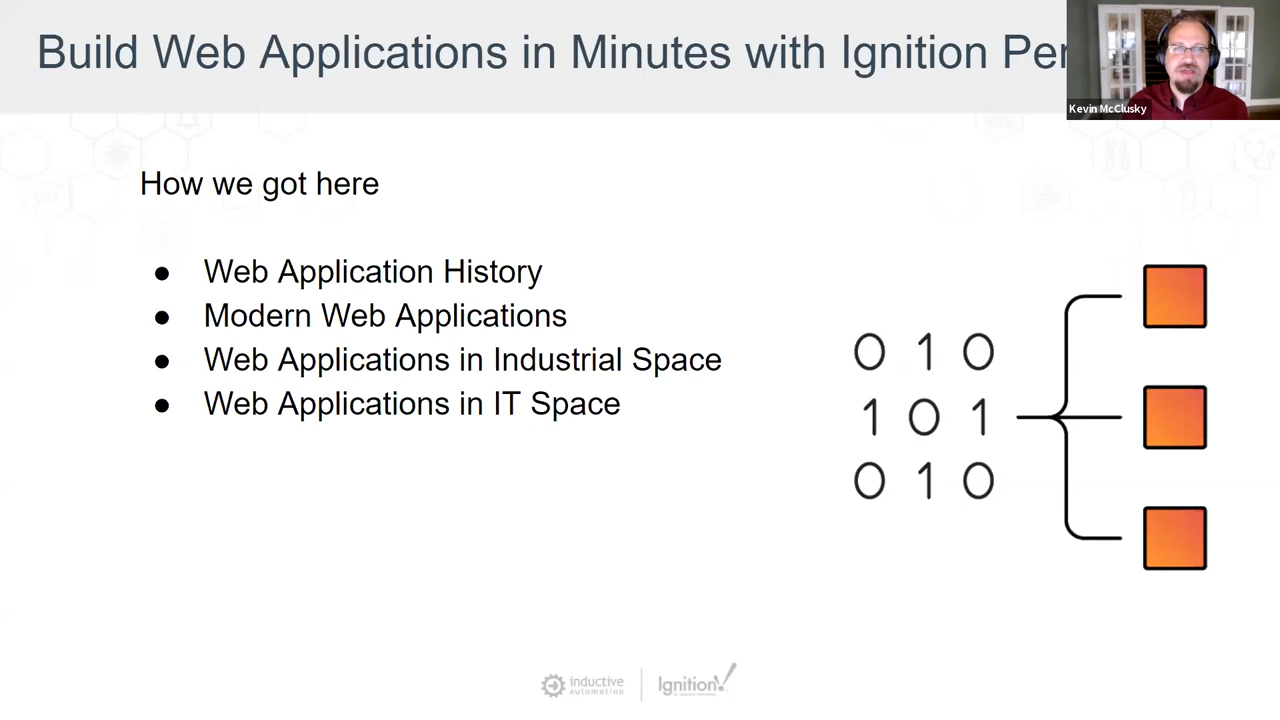 Build Web Applications in Minutes with Ignition Per
Kevin McClusky
How we got here
● Web Application History
● Modern Web Applications
● Web Applications in Industrial Space
● Web Applications in IT Space
0 1 0
1 0 1
0 1 0
inductive
automation
Ignition!